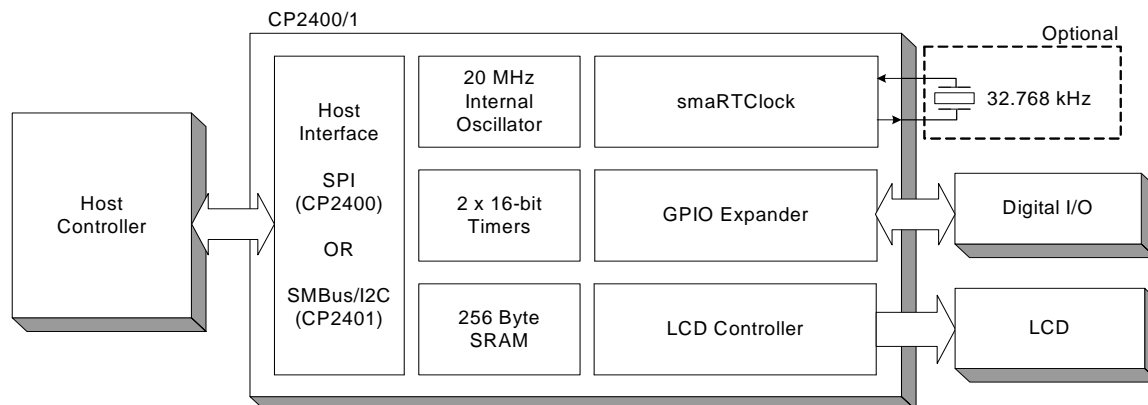 CP2400/1
Host
Controller
Host
Interface
SPI
(CP2400)
OR
SMBus/I2C
(CP2401)
20 MHz
Internal
Oscillator
2 x 16-bit
Timers
256 Byte
SRAM
smaRTClock
GPIO Expander
LCD Controller
Optional
32.768 kHz
Digital I/O
LCD